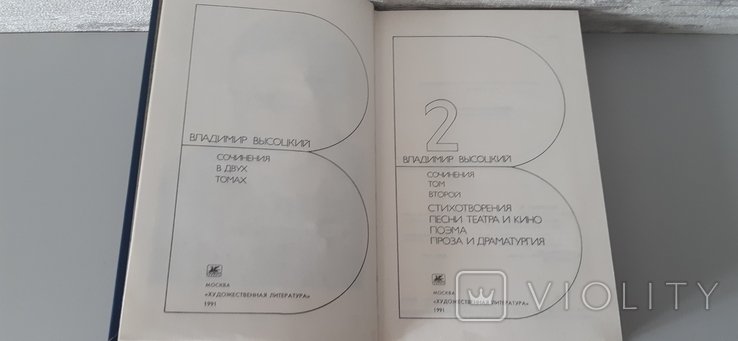 ВЛАДИМИР ВЫСОЦКИЙ
СОЧИНЕНИЯ
В ДВУХ
ТОМАХ
МОСКВА
«ХУДОЖЕСТВЕННАЯ ЛИТЕРАТУРА»
1991
2
ВЛАДИМИР ВЫСОЦКИЙ
СОЧИНЕНИЯ
ТОМ
ВТОРОЙ
СТИХОТВОРЕНИЯ
ПЕСНИ ТЕАТРА И КИНО
ПОЭМА
ПРОЗА И ДРАМАТУРГИЯ
МОСКВА
«ХУДОЖЕСТВЕННАЯ ЛИТЕРАТУРА»
1991
VIOLITY